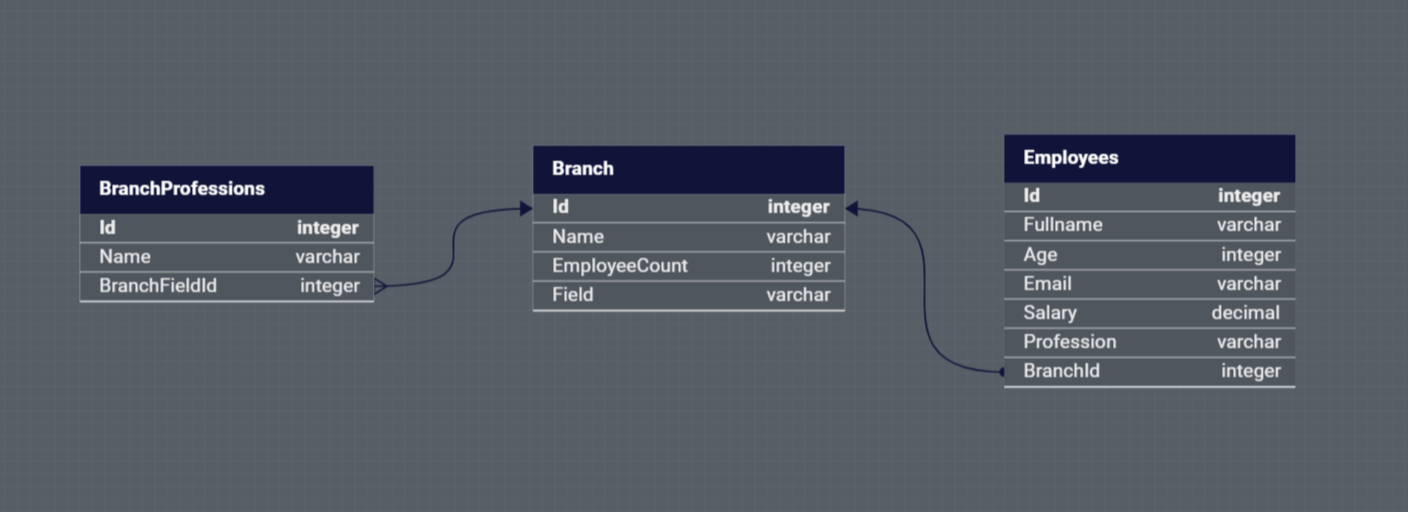 BranchProfessions
Id integer
Name varchar
BranchFieldId integer
Branch
Id integer
Name varchar
EmployeeCount integer
Field varchar
Employees
Id integer
Fullname varchar
Age integer
Email varchar
Salary decimal
Profession varchar
BranchId integer